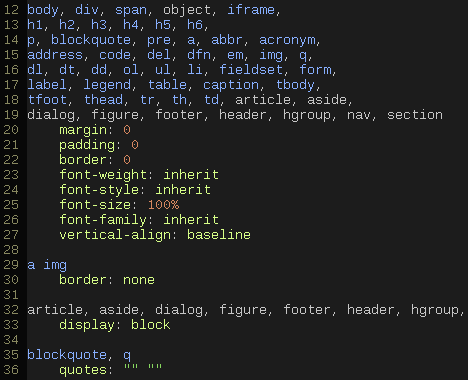 12 body, div, span, object, iframe,
13 h1, h2, h3, h4, h5, h6,
14 p, blockquote, pre, a, abbr, acronym,
15 address, code, del, dfn, em, img, q,
16 dl, dt, dd, ol, ul, li, fieldset, form,
17 label, legend, table, caption, tbody,
18 tfoot, thead, tr, th, td, article, aside,
19 dialog, figure, footer, header, hgroup, nav, section
20     margin: 0
21     padding: 0
22     border: 0
23     font-weight: inherit
24     font-style: inherit
25     font-size: 100%
26     font-family: inherit
27     vertical-align: baseline
28
29 a img
30     border: none
31
32 article, aside, dialog, figure, footer, header, hgroup,
33     display: block
34
35 blockquote, q
36     quotes: "" ""